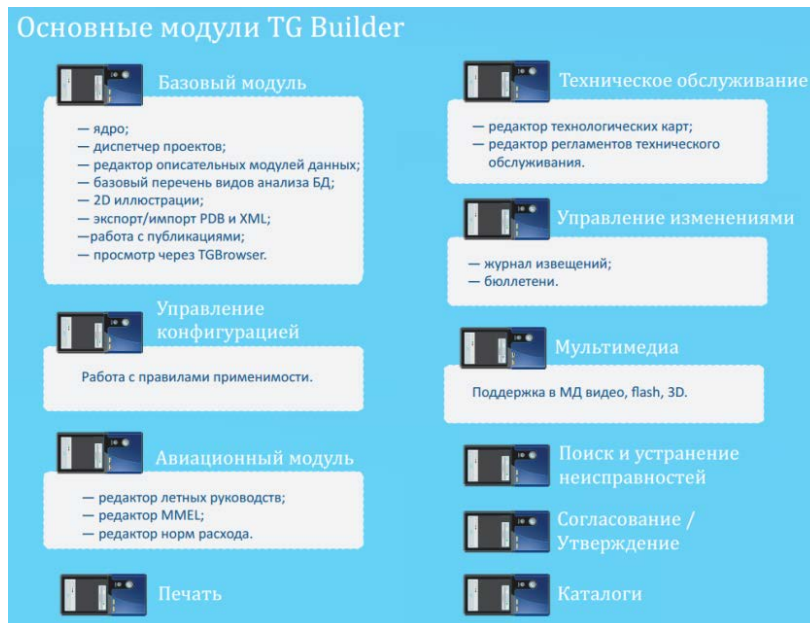 Основные модули TG Builder
Базовый модуль
— ядро;
— диспетчер проектов;
— редактор описательных модулей данных;
— базовый перечень видов анализа БД;
— 2D иллюстрации;
— экспорт/импорт PDB и XML;
—работа с публикациями;
— просмотр через TGBrowser.
Управление
конфигурацией
Работа с правилами применимости.
Авиационный модуль
— редактор летных руководств;
— редактор MMEL;
— редактор норм расхода.
Печать
Техническое обслуживание
— редактор технологических карт;
— редактор регламентов технического
обслуживания.
Управление изменениями
— журнал извещений;
— бюллетени.
Мультимедиа
Поддержка в МД видео, flash, 3D.
Поиск и устранение
неисправностей
Согласование /
Утверждение
Каталоги